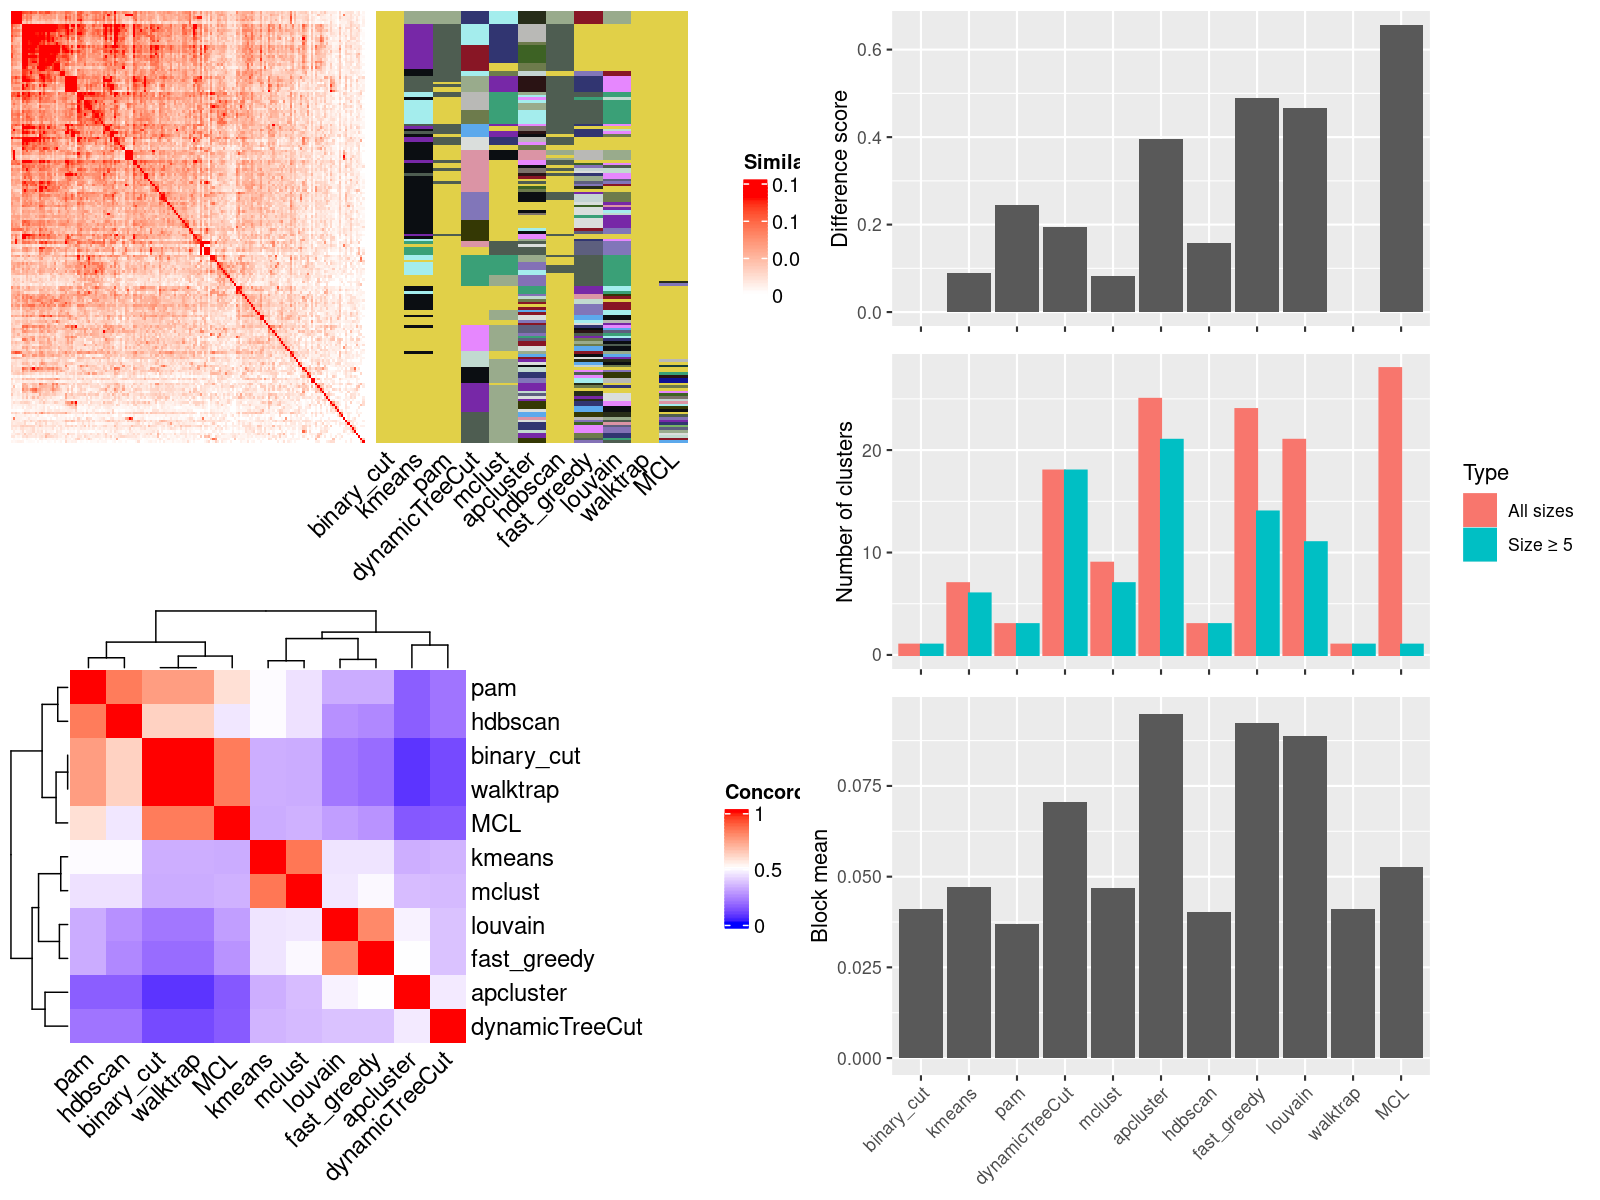 Simila
0.1
0.1
0.0
0
binary_cut
kmeans
pam
dynamicTreeCut
mclust
apcluster
hdbscan
fast_greedy
louvain
walktrap
MCL
pam
hdbscan
binary_cut
walktrap
MCL
kmeans
mclust
louvain
fast_greedy
apcluster
dynamicTreeCut
pam
hdbscan
binary_cut
walktrap
MCL
kmeans
mclust
louvain
fast_greedy
apcluster
dynamicTreeCut
Concord
1
0.5
0
Difference score
0.6
0.4
0.2
0.0
Number of clusters
20
10
0
Type
All sizes
Size ≥ 5
Block mean
0.075
0.050
0.025
0.000
binary_cut
kmeans
pam
dynamicTreeCut
mclust
apcluster
hdbscan
fast_greedy
louvain
walktrap
MCL